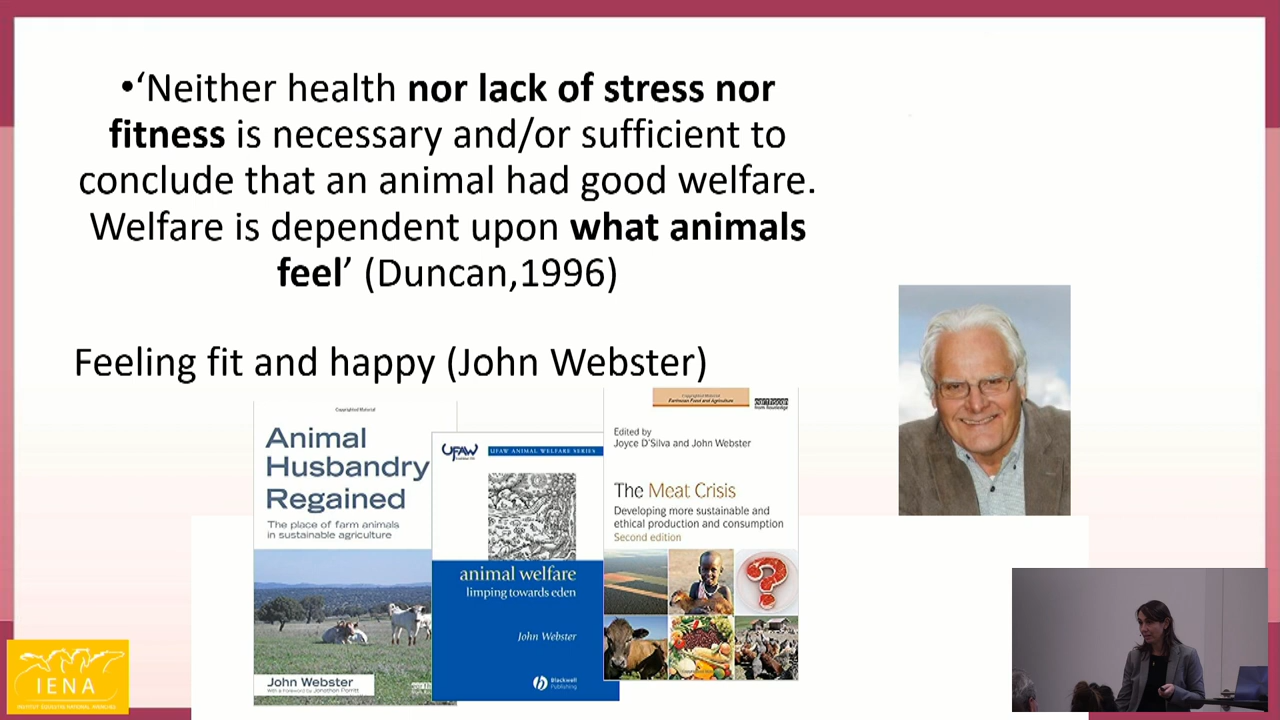 •‘Neither health nor lack of stress nor
fitness is necessary and/or sufficient to
conclude that an animal had good welfare.
Welfare is dependent upon what animals
feel’ (Duncan,1996)
Feeling fit and happy (John Webster)
Copyrighted Material
Animal
Husbandry
Regained
The place of farm animals
in sustainable agriculture
John Webster
With a Foreword by Jonathon Porritt
UFAW
UFAW ANIMAL WELFARE SERIES
animal welfare
limping towards eden
John Webster
Blackwell
Publishing
Copyrighted Material
Earthscan Food and Agriculture
earthscan
from Routledge
Edited by
Joyce D'Silva and John Webster
The Meat Crisis
Developing more sustainable and
ethical production and consumption
Second edition
IENA